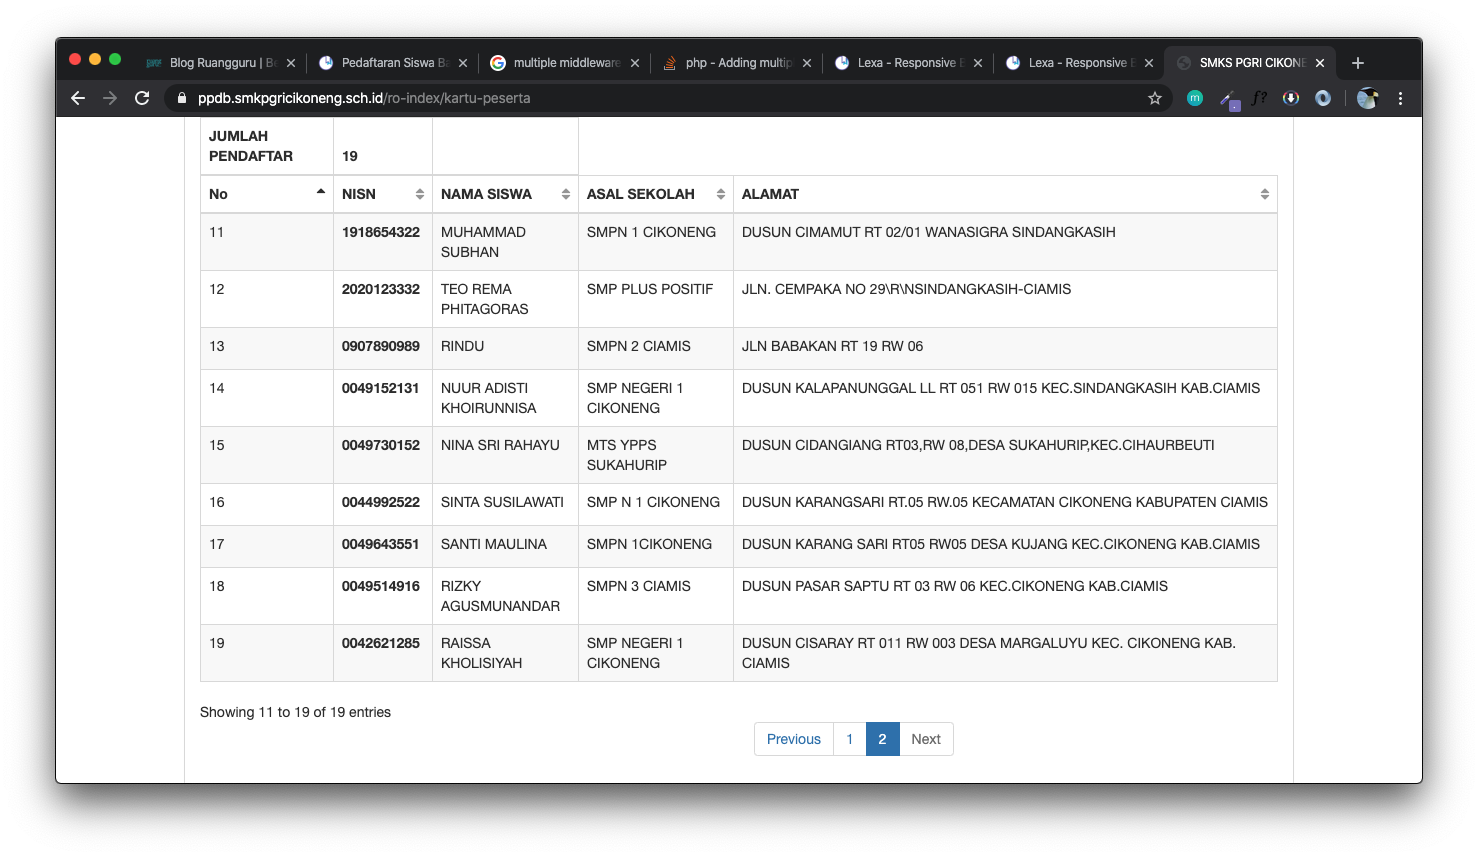 Blog Ruangguru | Be
Pedaftaran Siswa Ba
multiple middleware
php - Adding multip
Lexa - Responsive B
Lexa - Responsive B
SMKS PGRI CIKONE
ppdb.smkpgricikoneng.sch.id/ro-index/kartu-peserta
m
f?
JUMLAH
PENDAFTAR 19
No NISN NAMA SISWA ASAL SEKOLAH ALAMAT
11 1918654322 MUHAMMAD SMPN 1 CIKONENG DUSUN CIMAMUT RT 02/01 WANASIGRA SINDANGKASIH
SUBHAN
12 2020123332 TEO REMA SMP PLUS POSITIF JLN. CEMPAKA NO 29\R\NSINDANGKASIH-CIAMIS
PHITAGORAS
13 0907890989 RINDU SMPN 2 CIAMIS JLN BABAKAN RT 19 RW 06
14 0049152131 NUUR ADISTI SMP NEGERI 1 DUSUN KALAPANUNGGAL LL RT 051 RW 015 KEC.SINDANGKASIH KAB.CIAMIS
KHOIRUNNISA CIKONENG
15 0049730152 NINA SRI RAHAYU MTS YPPS DUSUN CIDANGIANG RT03,RW 08,DESA SUKAHURIP,KEC.CIHAURBEUTI
SUKAHURIP
16 0044992522 SINTA SUSILAWATI SMP N 1 CIKONENG DUSUN KARANGSARI RT.05 RW.05 KECAMATAN CIKONENG KABUPATEN CIAMIS
17 0049643551 SANTI MAULINA SMPN 1CIKONENG DUSUN KARANG SARI RT05 RW05 DESA KUJANG KEC.CIKONENG KAB.CIAMIS
18 0049514916 RIZKY SMPN 3 CIAMIS DUSUN PASAR SAPTU RT 03 RW 06 KEC.CIKONENG KAB.CIAMIS
AGUSMUNANDAR
19 0042621285 RAISSA SMP NEGERI 1 DUSUN CISARAY RT 011 RW 003 DESA MARGALUYU KEC. CIKONENG KAB.
KHOLISIYAH CIKONENG CIAMIS
Showing 11 to 19 of 19 entries
Previous 1 2 Next